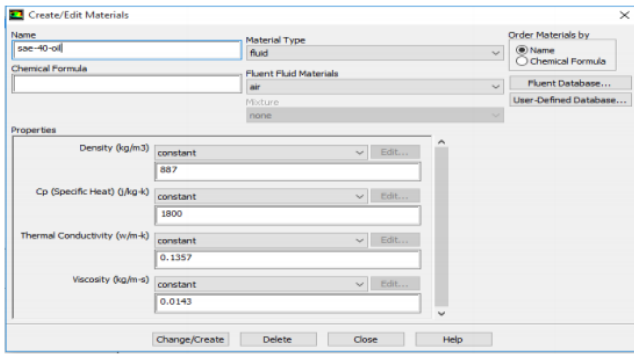 Create/Edit Materials
Name
sae-40-oil
Chemical Formula
Material Type
fluid
Fluent Fluid Materials
air
Mixture
none
Order Materials by
Name
Chemical Formula
Fluent Database...
User-Defined Database...
Properties
Density (kg/m3) constant Edit...
887
Cp (Specific Heat) (j/kg-k) constant Edit...
1800
Thermal Conductivity (w/m-k) constant Edit...
0.1357
Viscosity (kg/m-s) constant Edit...
0.0143
Change/Create Delete Close Help